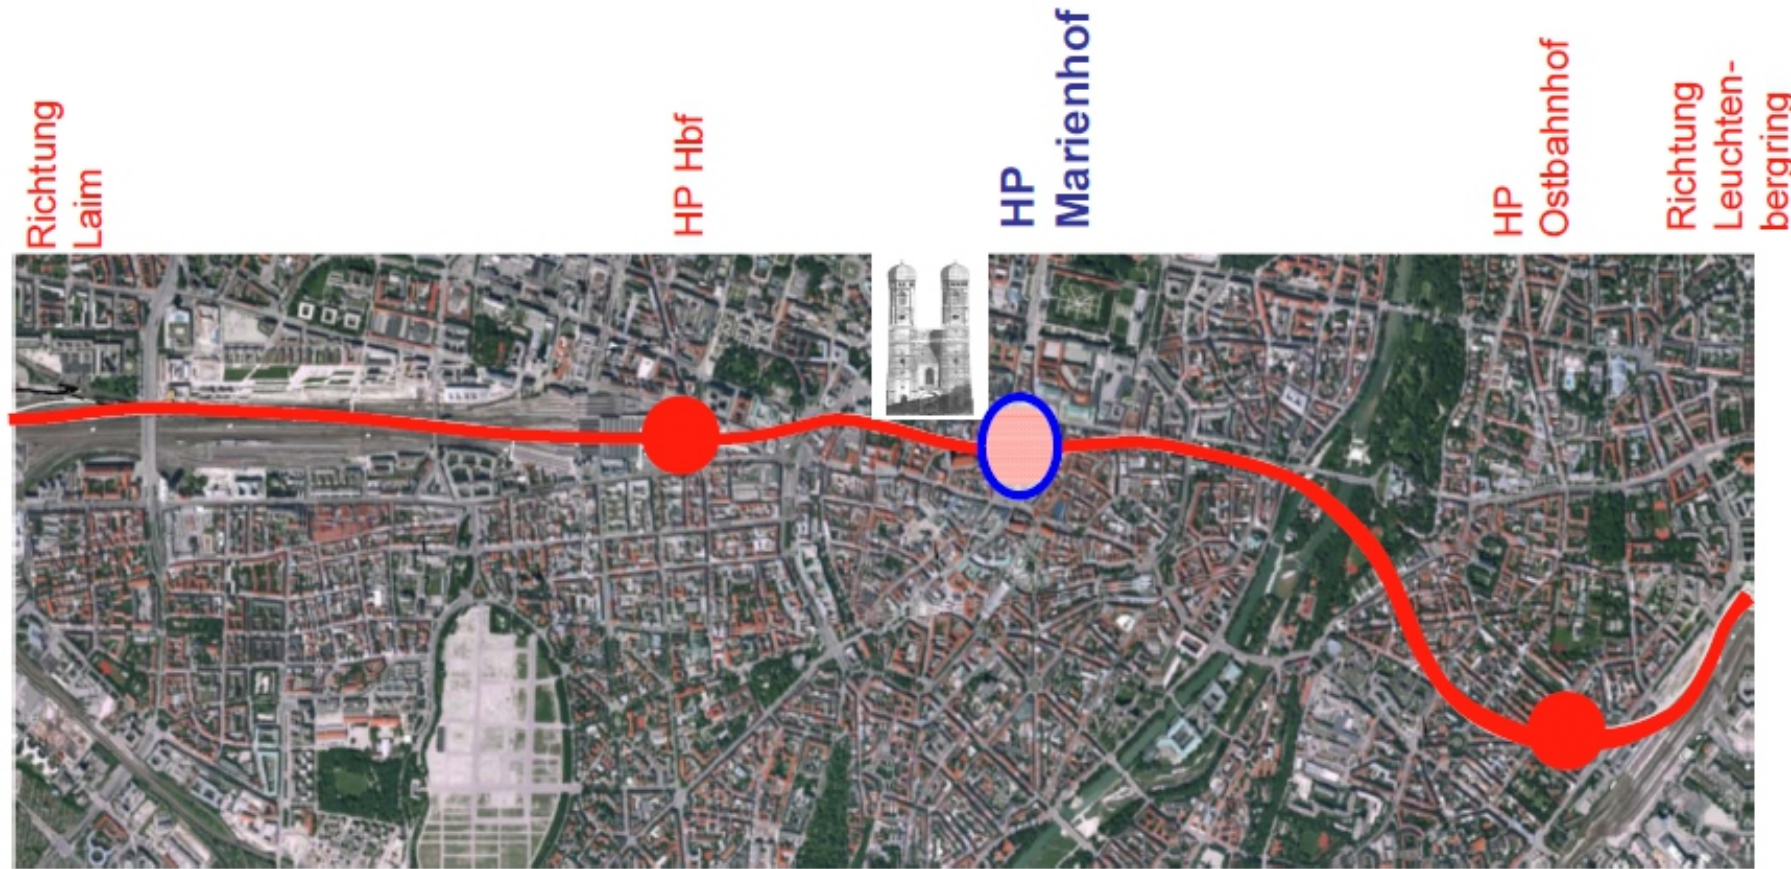 Richtung
Laim
HP Hbf
HP
Marienhof
HP
Ostbahnhof
Richtung
Leuchten-
bergring